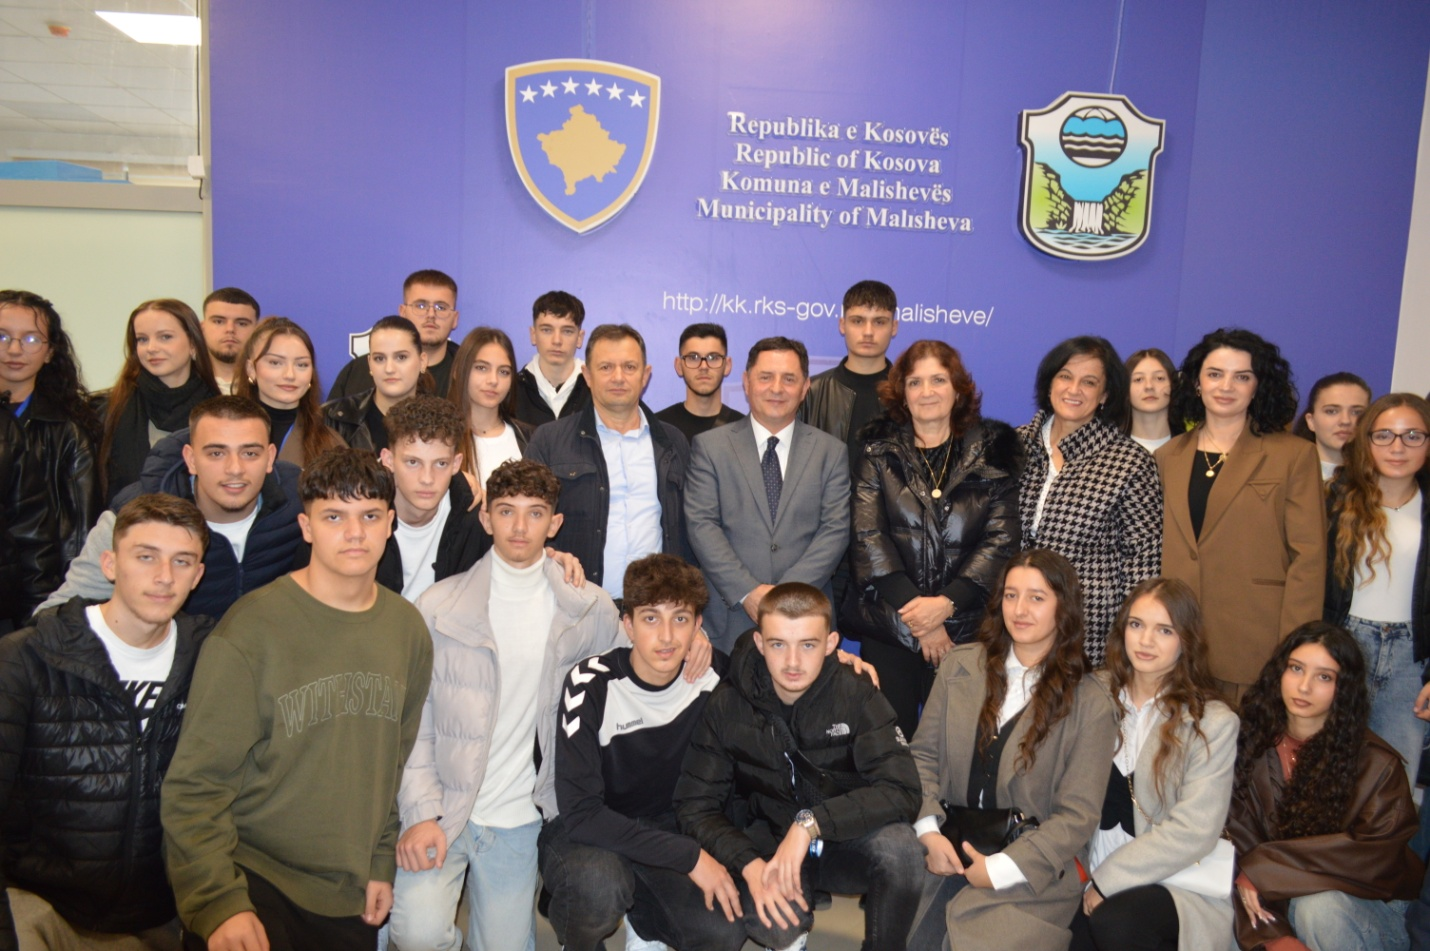 Republika e Kosovës
Republic of Kosova
Komuna e Malishevës
Municipality of Malisheva
http://kk.rks-gov. malisheve/
WITHSTA
hummel
THE
NORTH
FACE